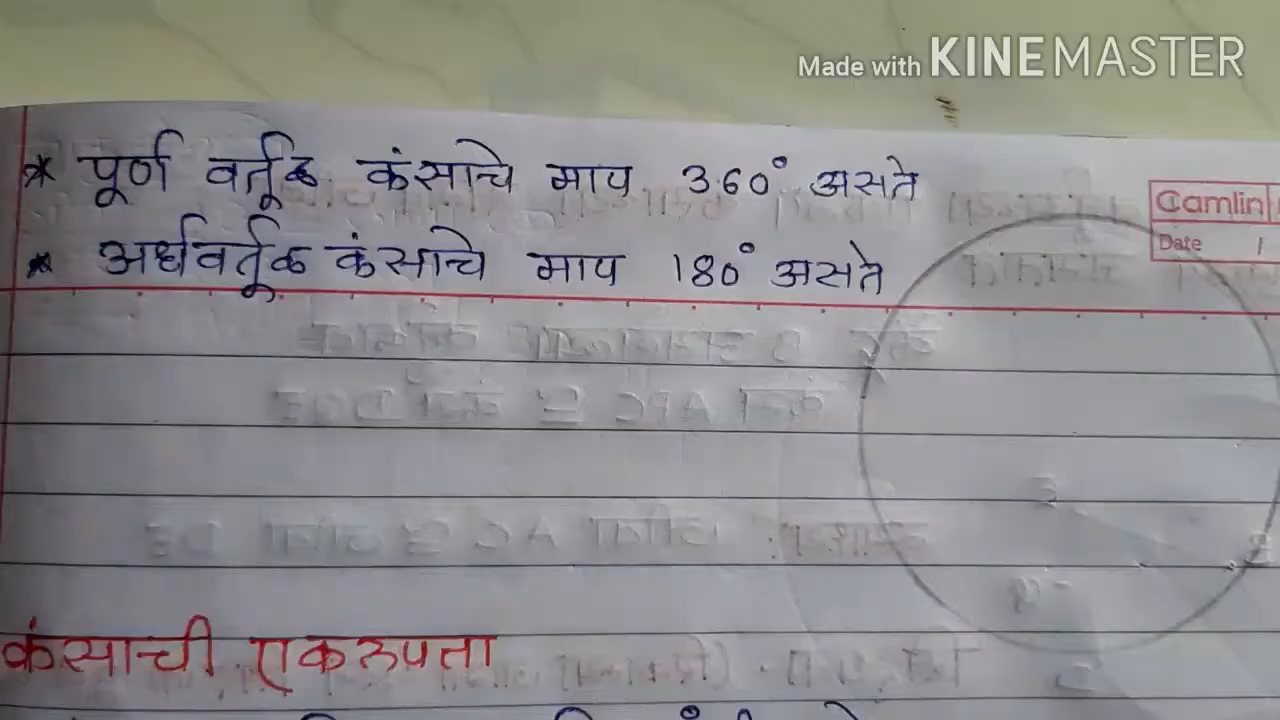 Made with KINEMASTER
* पूर्ण वर्तूळ कंसाचे माप 360° असते
Camlin
Date
* अर्धवर्तूळ कंसाचे माप 180° असते
कंसाची एकरुपता